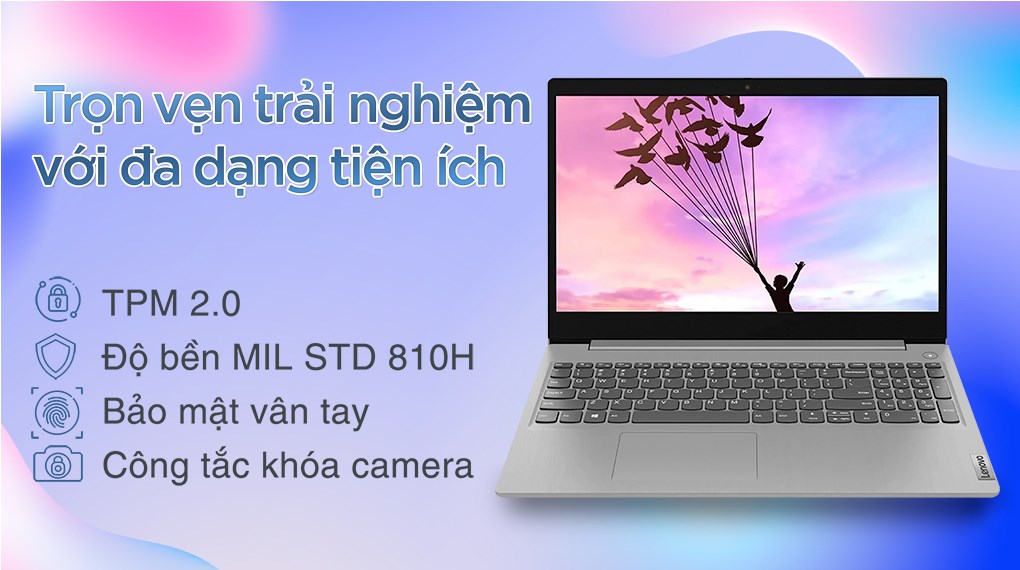 Trọn vẹn trải nghiệm
với đa dạng tiện ích
TPM 2.0
Độ bền MIL STD 810H
Bảo mật vân tay
Công tắc khóa camera
Lenovo